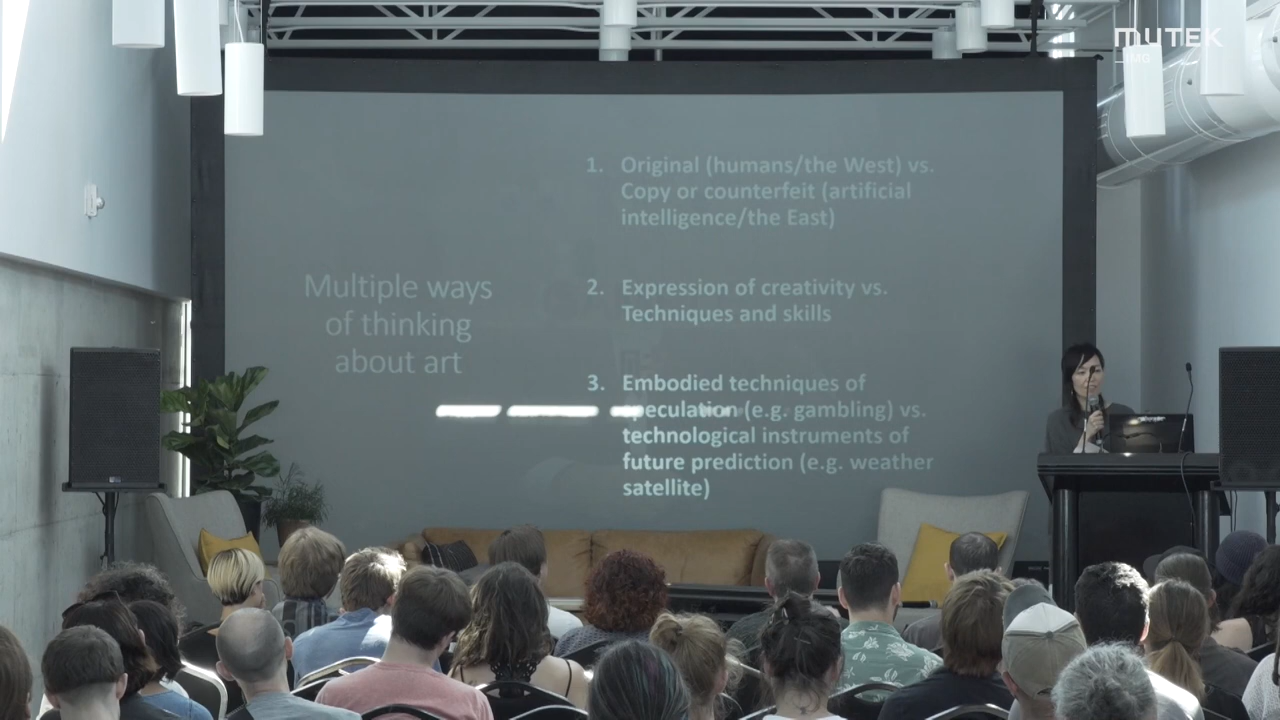 MUTEK
IMG
Multiple ways
of thinking
about art
1. Original (humans/the West) vs.
Copy or counterfeit (artificial
intelligence/the East)
2. Expression of creativity vs.
Techniques and skills
3. Embodied techniques of
speculation (e.g. gambling) vs.
technological instruments of
future prediction (e.g. weather
satellite)